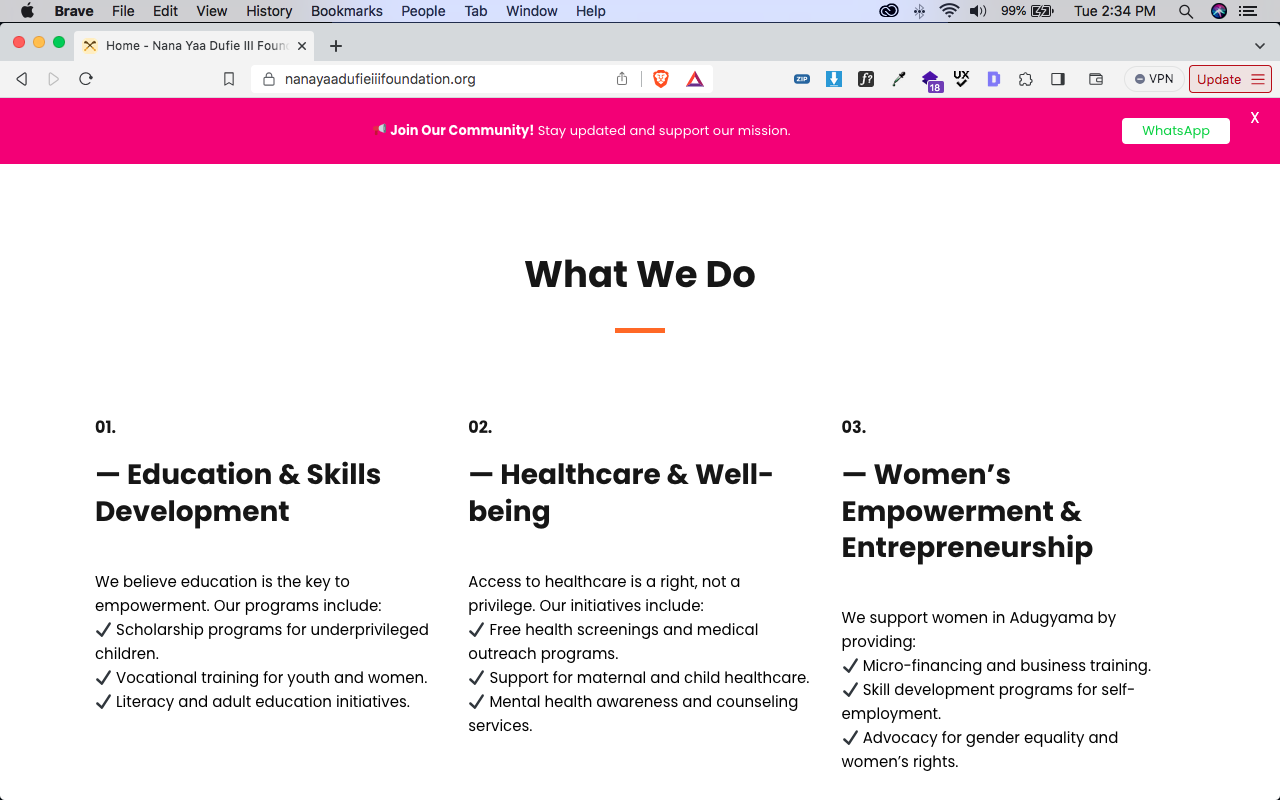 Brave File Edit View History Bookmarks People Tab Window Help 99% Tue 2:34 PM
Home - Nana Yaa Dufie III Foun
nanayaadufieiiifoundation.org ZIP f? 18 UX D VPN Update
📢 Join Our Community! Stay updated and support our mission. WhatsApp X
What We Do
01.
— Education & Skills
Development
We believe education is the key to
empowerment. Our programs include:
✓ Scholarship programs for underprivileged
children.
✓ Vocational training for youth and women.
✓ Literacy and adult education initiatives.
02.
— Healthcare & Well-
being
Access to healthcare is a right, not a
privilege. Our initiatives include:
✓ Free health screenings and medical
outreach programs.
✓ Support for maternal and child healthcare.
✓ Mental health awareness and counseling
services.
03.
— Women’s
Empowerment &
Entrepreneurship
We support women in Adugyama by
providing:
✓ Micro-financing and business training.
✓ Skill development programs for self-
employment.
✓ Advocacy for gender equality and
women’s rights.